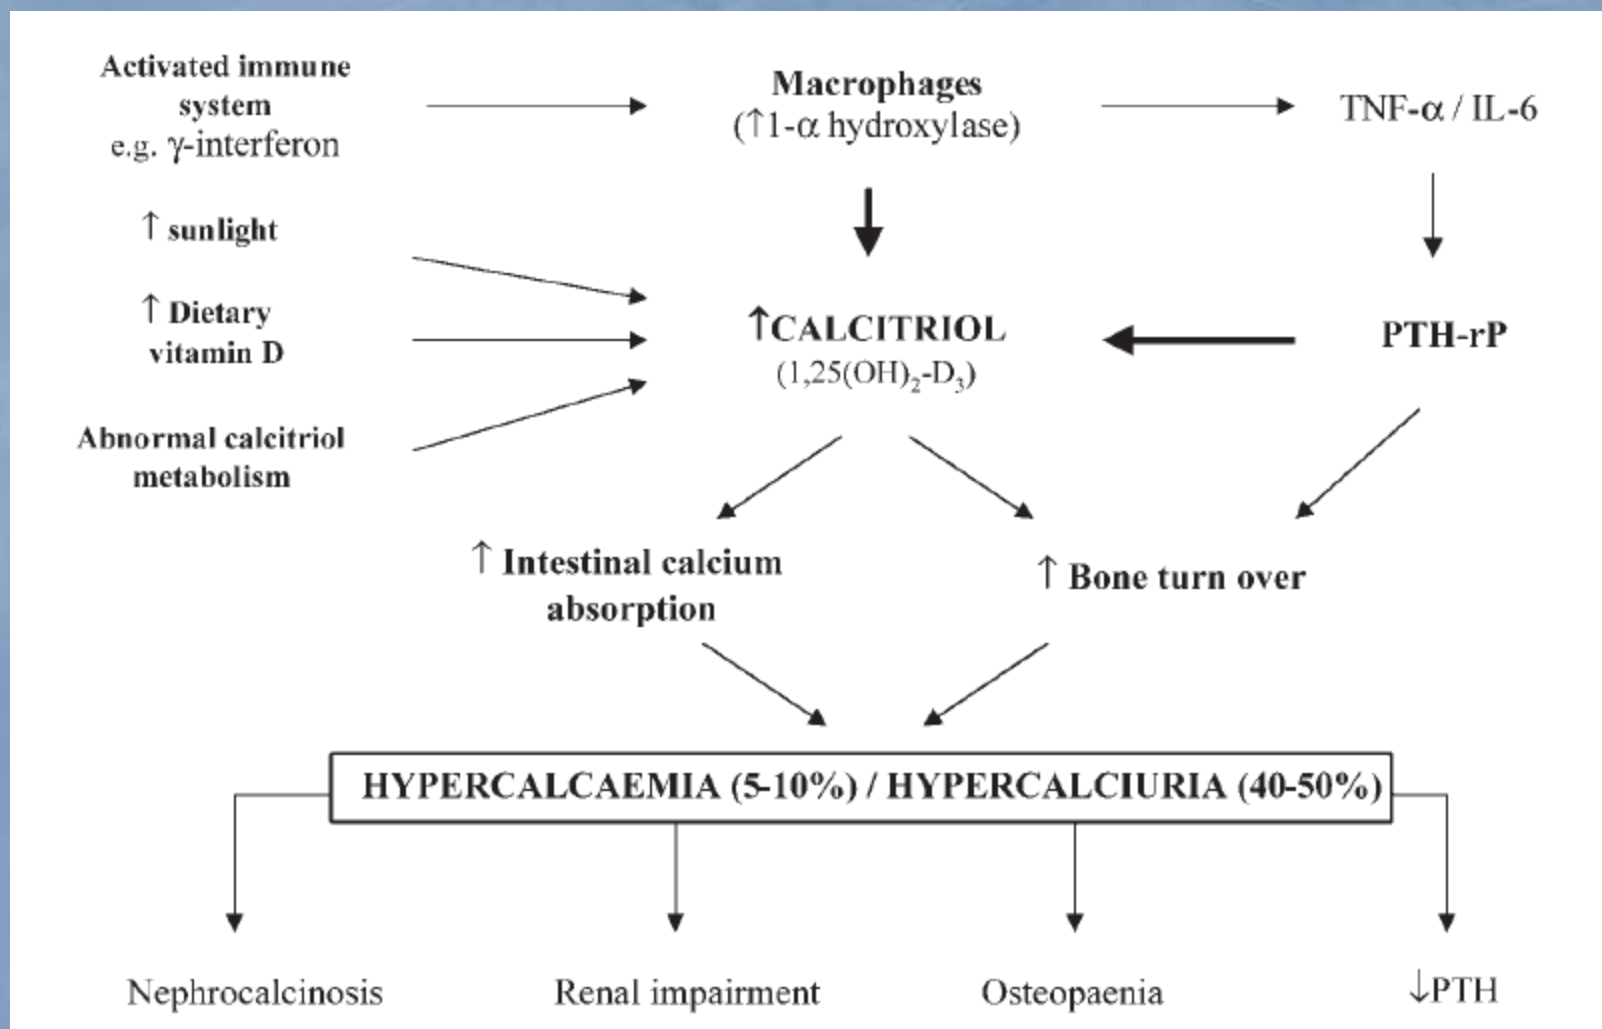 Activated immune
system
e.g. γ-interferon
Macrophages
(↑1-α hydroxylase)
TNF-α / IL-6
↑ sunlight
↑ Dietary
vitamin D
Abnormal calcitriol
metabolism
↑CALCITRIOL
(1,25(OH)₂-D₃)
PTH-rP
↑ Intestinal calcium
absorption
↑ Bone turn over
HYPERCALCAEMIA (5-10%) / HYPERCALCIURIA (40-50%)
Nephrocalcinosis
Renal impairment
Osteopaenia
↓PTH